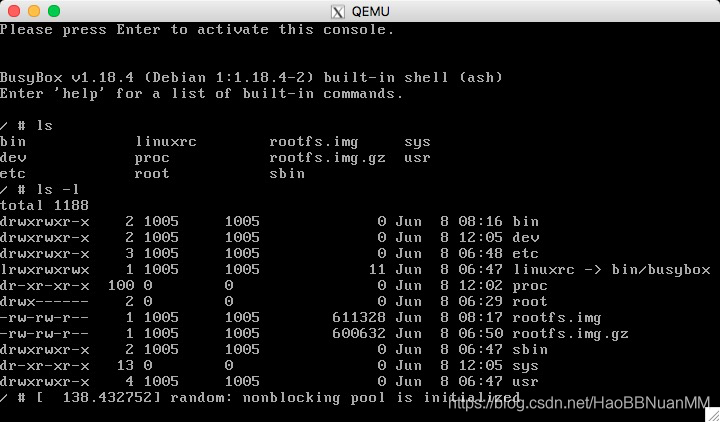 QEMU
Please press Enter to activate this console.
BusyBox v1.18.4 (Debian 1:1.18.4-2) built-in shell (ash)
Enter 'help' for a list of built-in commands.
/ # ls
bin linuxrc rootfs.img sys
dev proc rootfs.img.gz usr
etc root sbin
/ # ls -l
total 1188
drwxrwxr-x 2 1005 1005 0 Jun 8 08:16 bin
drwxrwxr-x 2 1005 1005 0 Jun 8 12:05 dev
drwxrwxr-x 3 1005 1005 0 Jun 8 06:48 etc
lrwxrwxrwx 1 1005 1005 11 Jun 8 06:47 linuxrc -> bin/busybox
dr-xr-xr-x 100 0 0 0 Jun 8 12:02 proc
drwx------ 2 0 0 0 Jun 8 06:29 root
-rw-rw-r-- 1 1005 1005 611328 Jun 8 08:17 rootfs.img
-rw-rw-r-- 1 1005 1005 600632 Jun 8 06:50 rootfs.img.gz
drwxrwxr-x 2 1005 1005 0 Jun 8 06:47 sbin
dr-xr-xr-x 13 0 0 0 Jun 8 12:05 sys
drwxrwxr-x 4 1005 1005 0 Jun 8 06:47 usr
/ # [ 138.432752] random: nonblocking pool is initialized
https://blog.csdn.net/HaoBBNuanMM